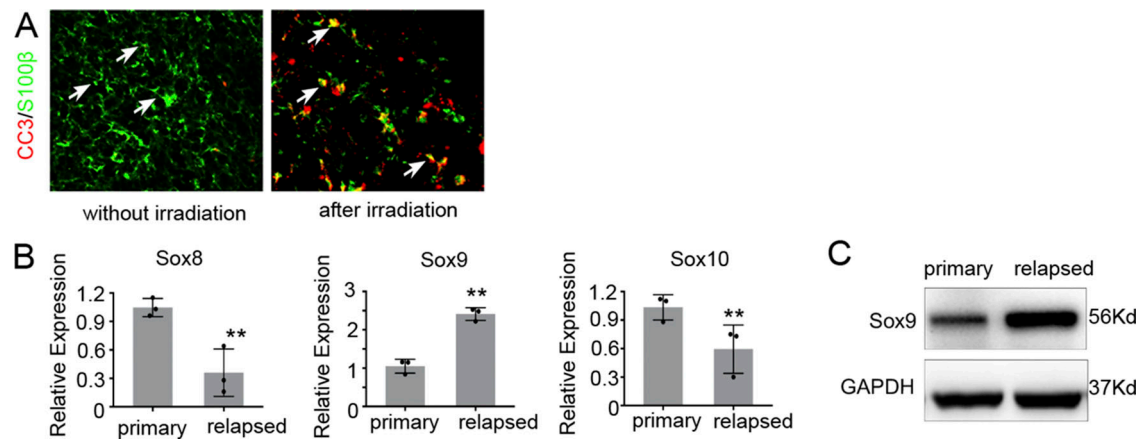 A
CC3/S100β
without irradiation
after irradiation
B
Sox8
Relative Expression
1.2
0.9
0.6
0.3
0
**
primary
relapsed
Sox9
Relative Expression
3
2
1
0
**
primary
relapsed
Sox10
Relative Expression
1.2
0.9
0.6
0.3
0
**
primary
relapsed
C
primary
relapsed
Sox9
56Kd
GAPDH
37Kd